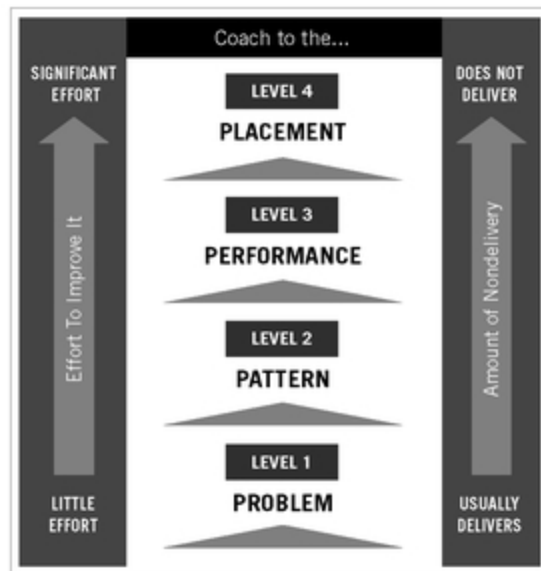 Coach to the...
SIGNIFICANT
EFFORT
Effort To Improve It
LITTLE
EFFORT
LEVEL 4
PLACEMENT
LEVEL 3
PERFORMANCE
LEVEL 2
PATTERN
LEVEL 1
PROBLEM
DOES NOT
DELIVER
Amount of Nondelivery
USUALLY
DELIVERS